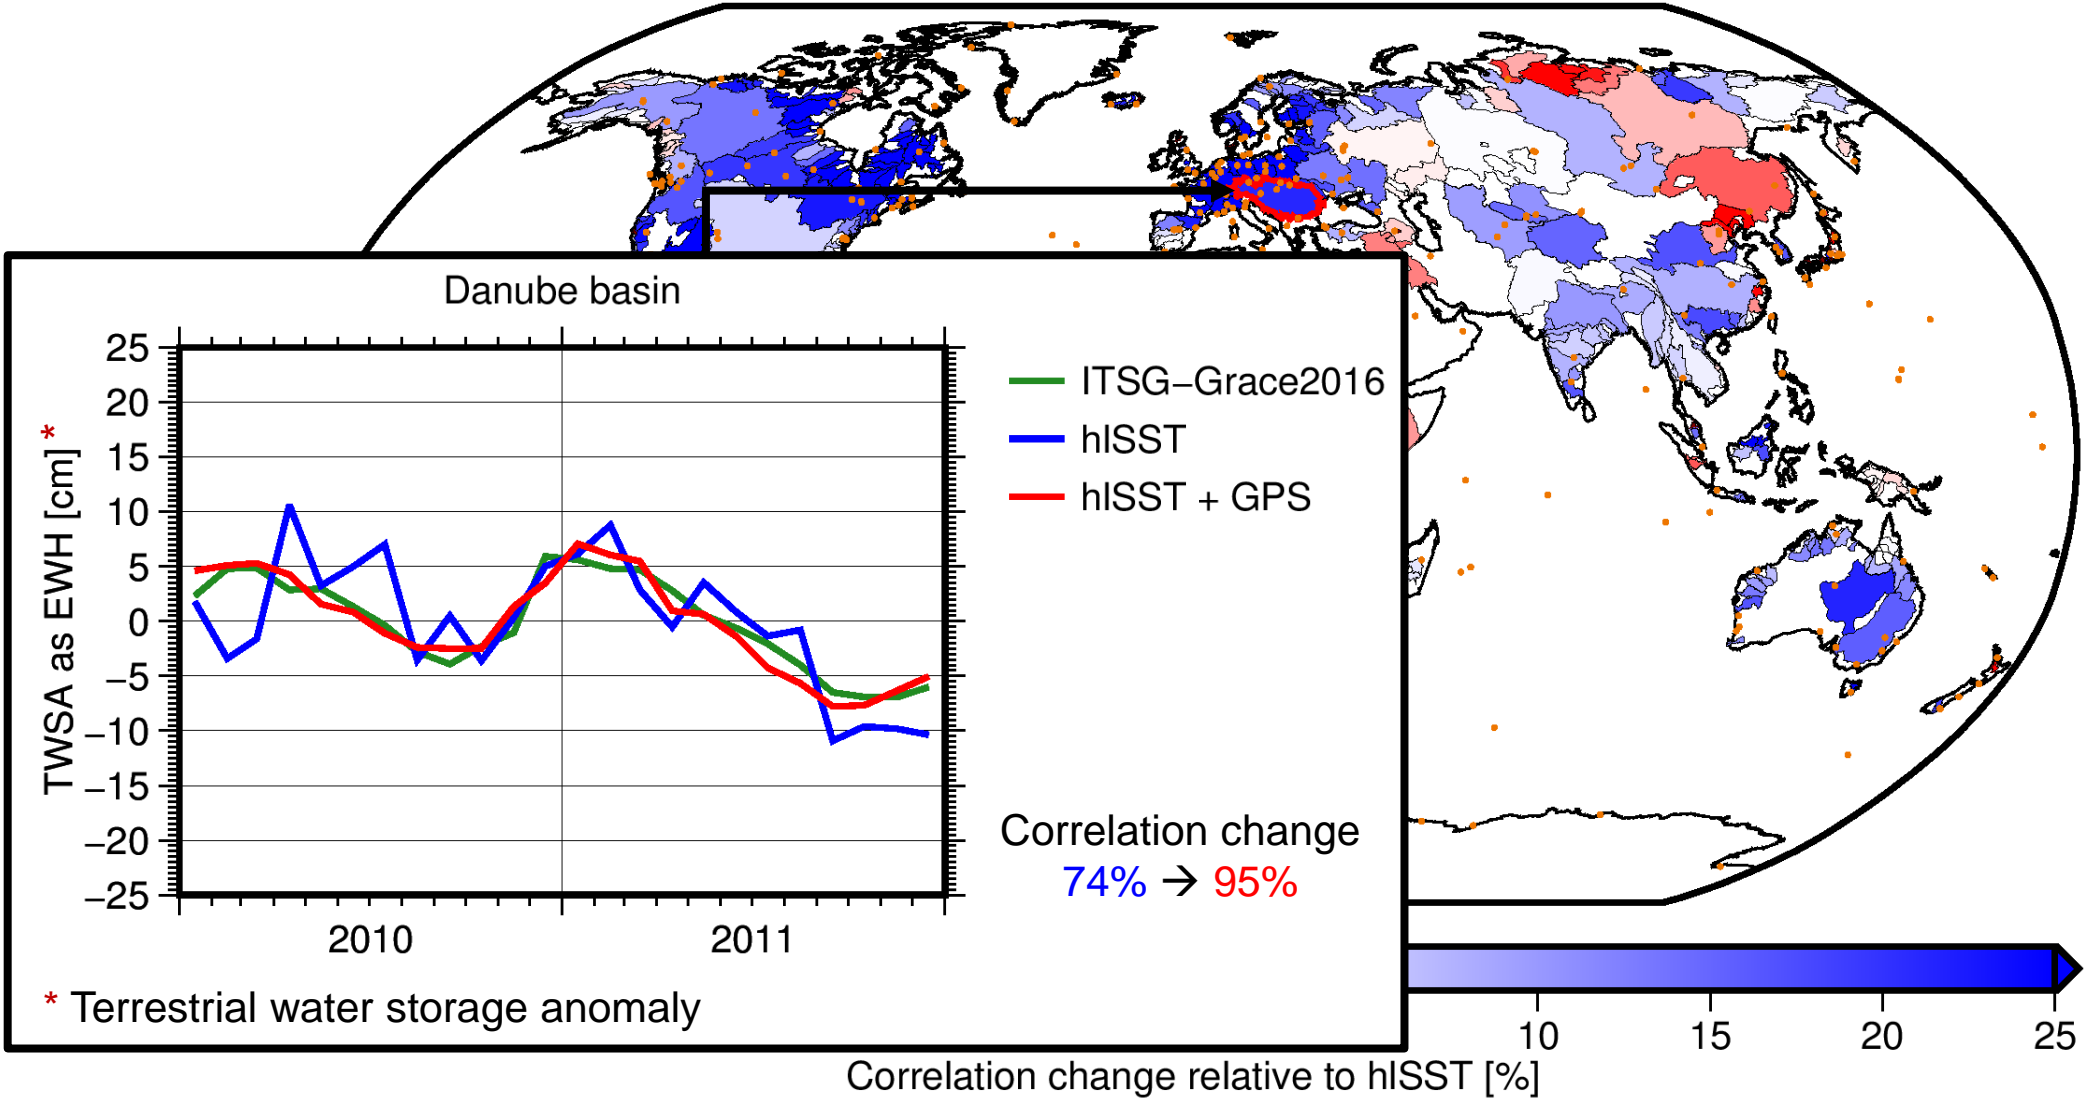 Danube basin
25
20
15
10
5
0
−5
−10
−15
−20
−25
TWSA as EWH [cm] *
2010
2011
ITSG−Grace2016
hlSST
hlSST + GPS
Correlation change
74% → 95%
* Terrestrial water storage anomaly
10
15
20
25
Correlation change relative to hlSST [%]